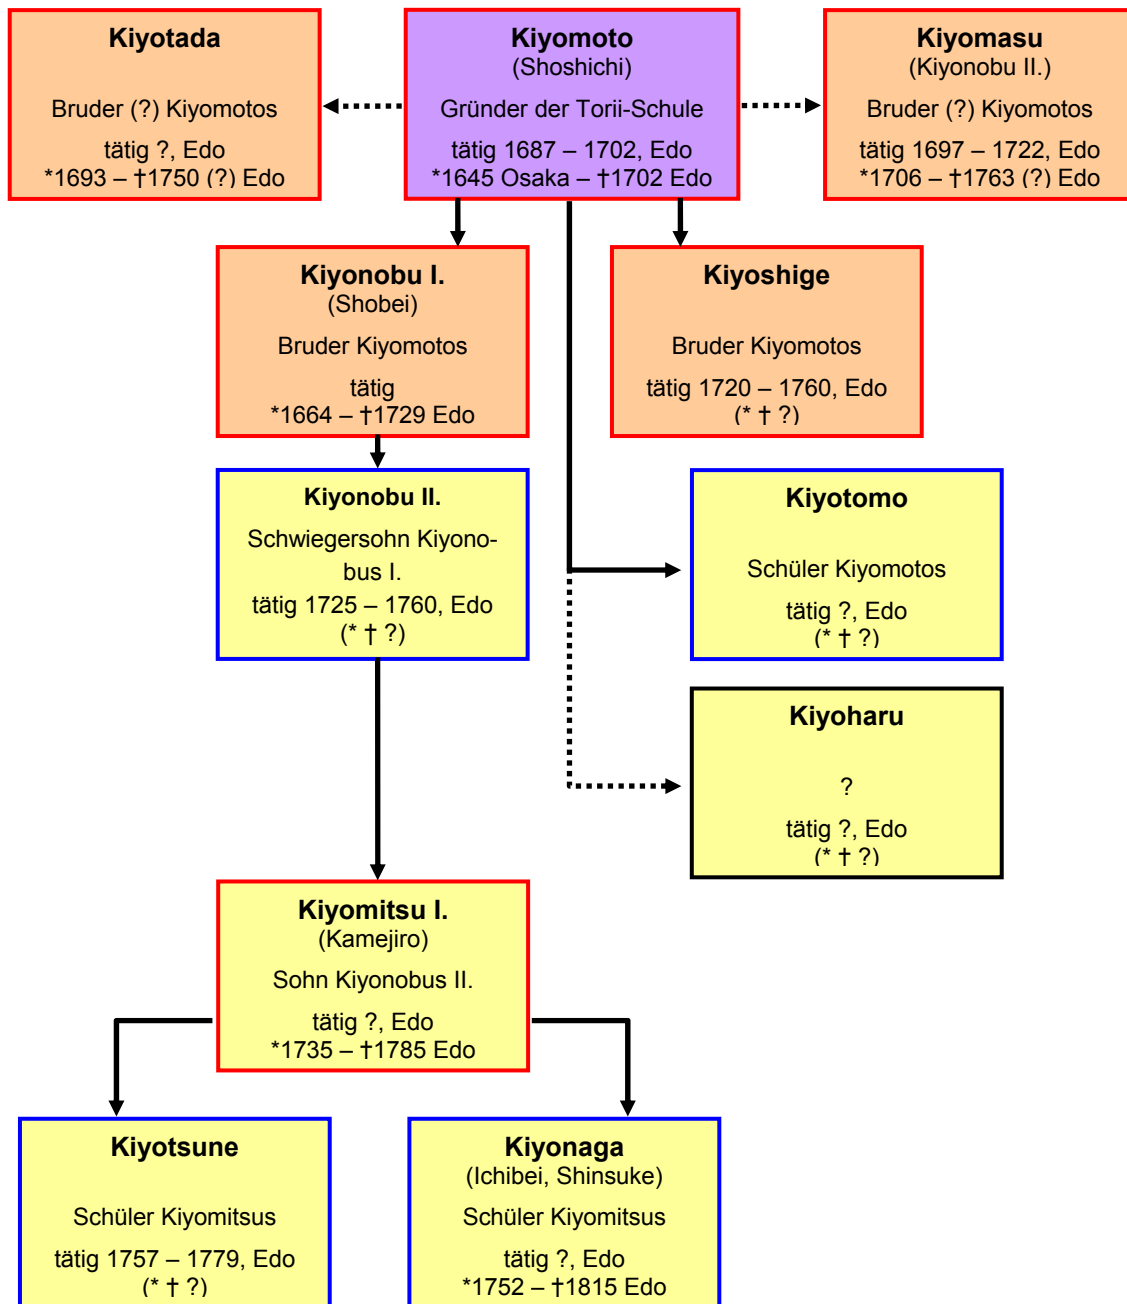 Kiyotada
Bruder (?) Kiyomotos
tätig ?, Edo
*1693 – †1750 (?) Edo
Kiyomoto
(Shoshichi)
Gründer der Torii-Schule
tätig 1687 – 1702, Edo
*1645 Osaka – †1702 Edo
Kiyomasu
(Kiyonobu II.)
Bruder (?) Kiyomotos
tätig 1697 – 1722, Edo
*1706 – †1763 (?) Edo
Kiyonobu I.
(Shobei)
Bruder Kiyomotos
tätig
*1664 – †1729 Edo
Kiyoshige
Bruder Kiyomotos
tätig 1720 – 1760, Edo
(* † ?)
Kiyonobu II.
Schwiegersohn Kiyono-
bus I.
tätig 1725 – 1760, Edo
(* † ?)
Kiyotomo
Schüler Kiyomotos
tätig ?, Edo
(* † ?)
Kiyoharu
?
tätig ?, Edo
(* † ?)
Kiyomitsu I.
(Kamejiro)
Sohn Kiyonobus II.
tätig ?, Edo
*1735 – †1785 Edo
Kiyotsune
Schüler Kiyomitsus
tätig 1757 – 1779, Edo
(* † ?)
Kiyonaga
(Ichibei, Shinsuke)
Schüler Kiyomitsus
tätig ?, Edo
*1752 – †1815 Edo